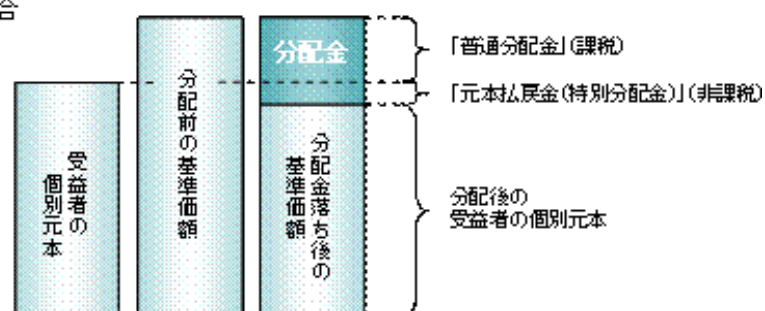 合
受益者の
個別元本
分配前の基準価額
分配金
分配金落ち後の
基準価額
「普通分配金」(課税)
「元本払戻金(特別分配金)」(非課税)
分配後の
受益者の個別元本